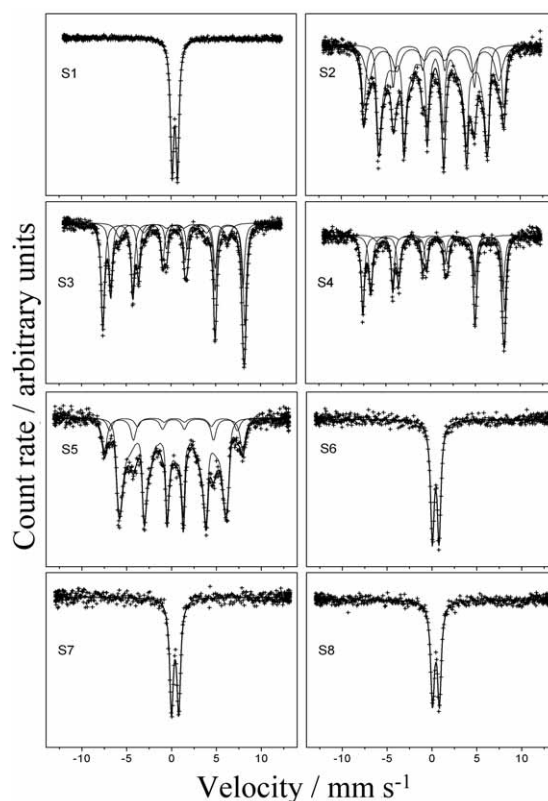 S1
S2
S3
S4
S5
S6
S7
S8
Count rate / arbitrary units
-10 -5 0 5 10 -10 -5 0 5 10
Velocity / mm s⁻¹